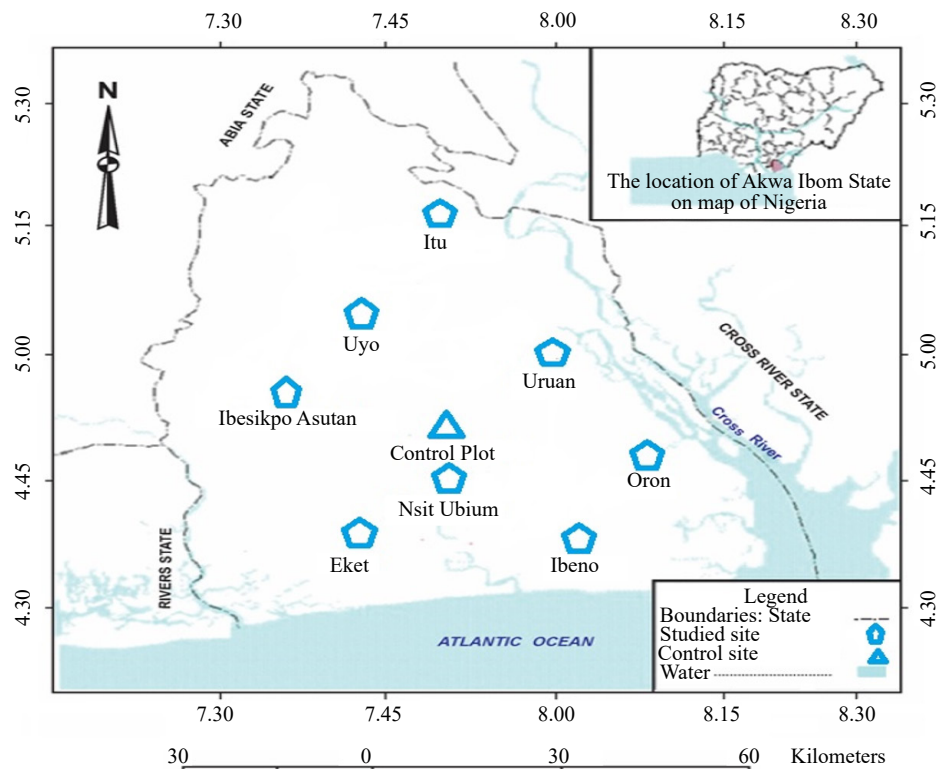 7.30 7.45 8.00 8.15 8.30
N
ABIA STATE
5.30
5.30
The location of Akwa Ibom State
on map of Nigeria
5.15
5.15
Itu
Uyo
5.00
5.00
Uruan
CROSS RIVER STATE
Ibesikpo Asutan
Cross River
Control Plot
4.45
4.45
Oron
Nsit Ubium
Eket
Ibeno
RIVERS STATE
4.30
4.30
Legend
Boundaries: State
Studied site
Control site
Water
ATLANTIC OCEAN
7.30 7.45 8.00 8.15 8.30
30 0 30 60 Kilometers